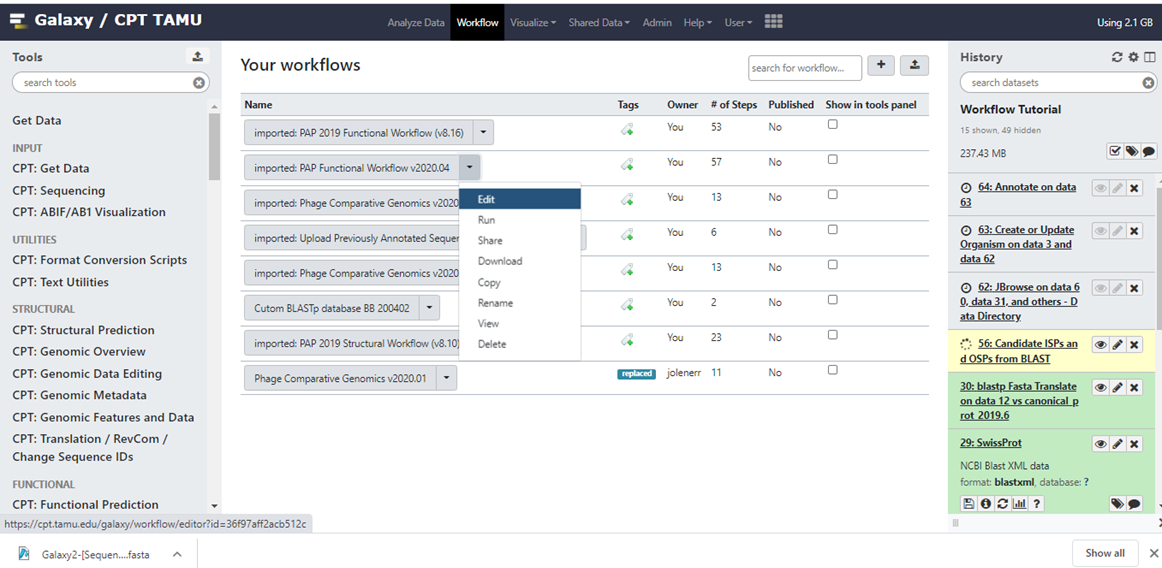 Galaxy / CPT TAMU
Analyze Data Workflow Visualize Shared Data Admin Help User
Using 2.1 GB
Tools
search tools
Get Data
INPUT
CPT: Get Data
CPT: Sequencing
CPT: ABIF/AB1 Visualization
UTILITIES
CPT: Format Conversion Scripts
CPT: Text Utilities
STRUCTURAL
CPT: Structural Prediction
CPT: Genomic Overview
CPT: Genomic Data Editing
CPT: Genomic Metadata
CPT: Genomic Features and Data
CPT: Translation / RevCom /
Change Sequence IDs
FUNCTIONAL
CPT: Functional Prediction
Your workflows
search for workflow...
Name Tags Owner # of Steps Published Show in tools panel
imported: PAP 2019 Functional Workflow (v8.16) You 53 No
imported: PAP Functional Workflow v2020.04 You 57 No
imported: Phage Comparative Genomics v2020 You 13 No
imported: Upload Previously Annotated Sequen You 6 No
imported: Phage Comparative Genomics v2020 You 13 No
Cutom BLASTp database BB 200402 You 2 No
imported: PAP 2019 Structural Workflow (v8.10) You 23 No
Phage Comparative Genomics v2020.01 replaced jolenerr 11 No
Edit
Run
Share
Download
Copy
Rename
View
Delete
History
search datasets
Workflow Tutorial
15 shown, 49 hidden
237.43 MB
64: Annotate on data
63
63: Create or Update
Organism on data 3 and
data 62
62: JBrowse on data 6
0, data 31, and others - D
ata Directory
56: Candidate ISPs an
d OSPs from BLAST
30: blastp Fasta Translate
on data 12 vs canonical_p
rot_2019.6
29: SwissProt
NCBI Blast XML data
format: blastxml, database: ?
?
https://cpt.tamu.edu/galaxy/workflow/editor?id=36f97aff2acb512c
Galaxy2-[Sequen....fasta
Show all